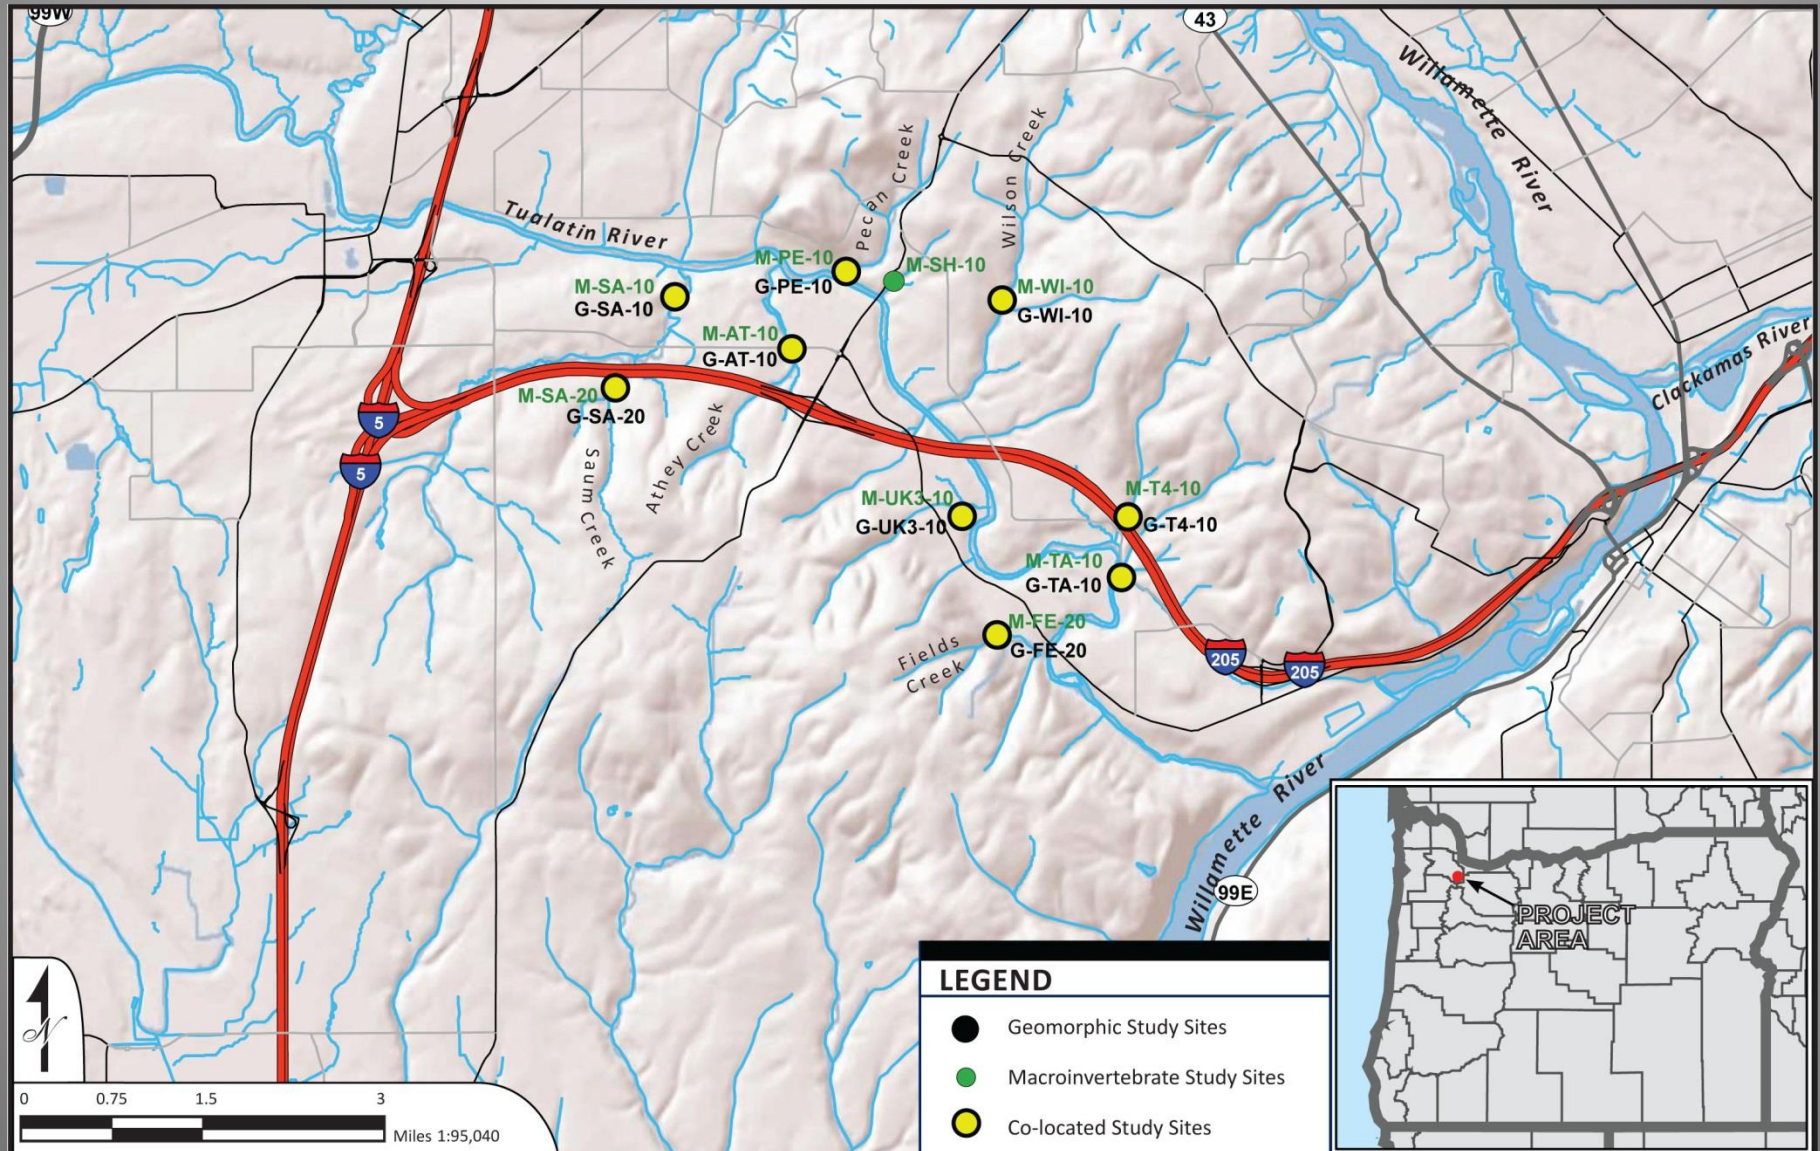 99W
43
Willamette River
Pecan Creek
Wilson Creek
Tualatin River
M-PE-10
G-PE-10
M-SH-10
M-SA-10
G-SA-10
M-WI-10
G-WI-10
M-AT-10
G-AT-10
Clackamas River
M-SA-20
G-SA-20
5
5
Saum Creek
Athey Creek
M-UK3-10
G-UK3-10
M-T4-10
G-T4-10
M-TA-10
G-TA-10
M-FE-20
G-FE-20
Fields
Creek
205
205
Willamette River
99E
PROJECT
AREA
LEGEND
Geomorphic Study Sites
Macroinvertebrate Study Sites
Co-located Study Sites
N
0 0.75 1.5 3
Miles 1:95,040